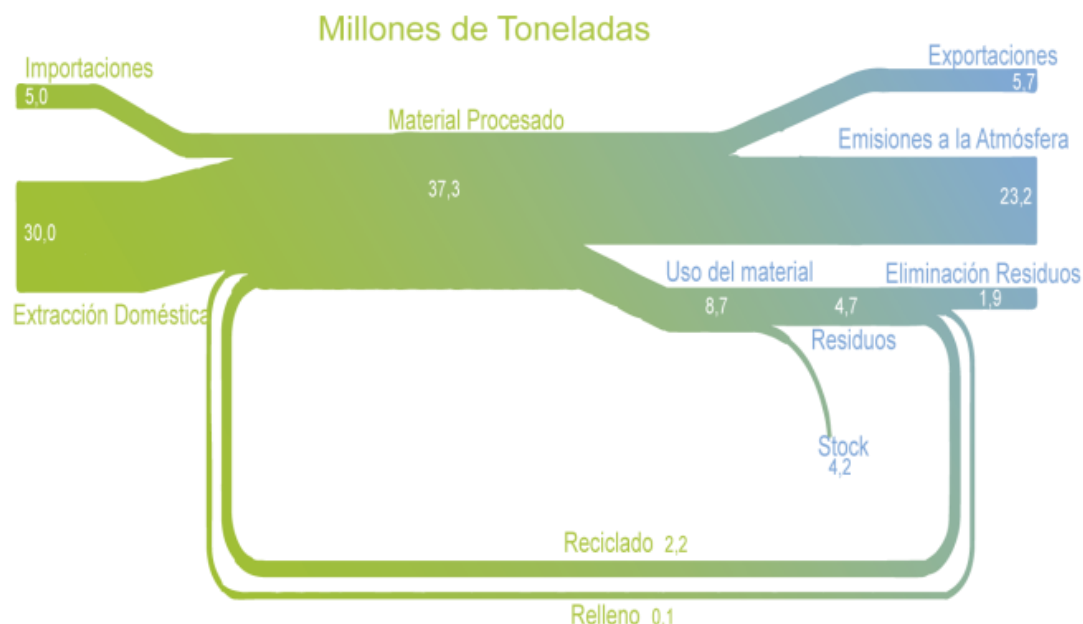 Millones de Toneladas
Importaciones
5,0
Exportaciones
5,7
Material Procesado
37,3
Emisiones a la Atmósfera
23,2
30,0
Extracción Doméstica
Uso del material
8,7
4,7
Residuos
Eliminación Residuos
1,9
Stock
4,2
Reciclado 2,2
Relleno 0,1